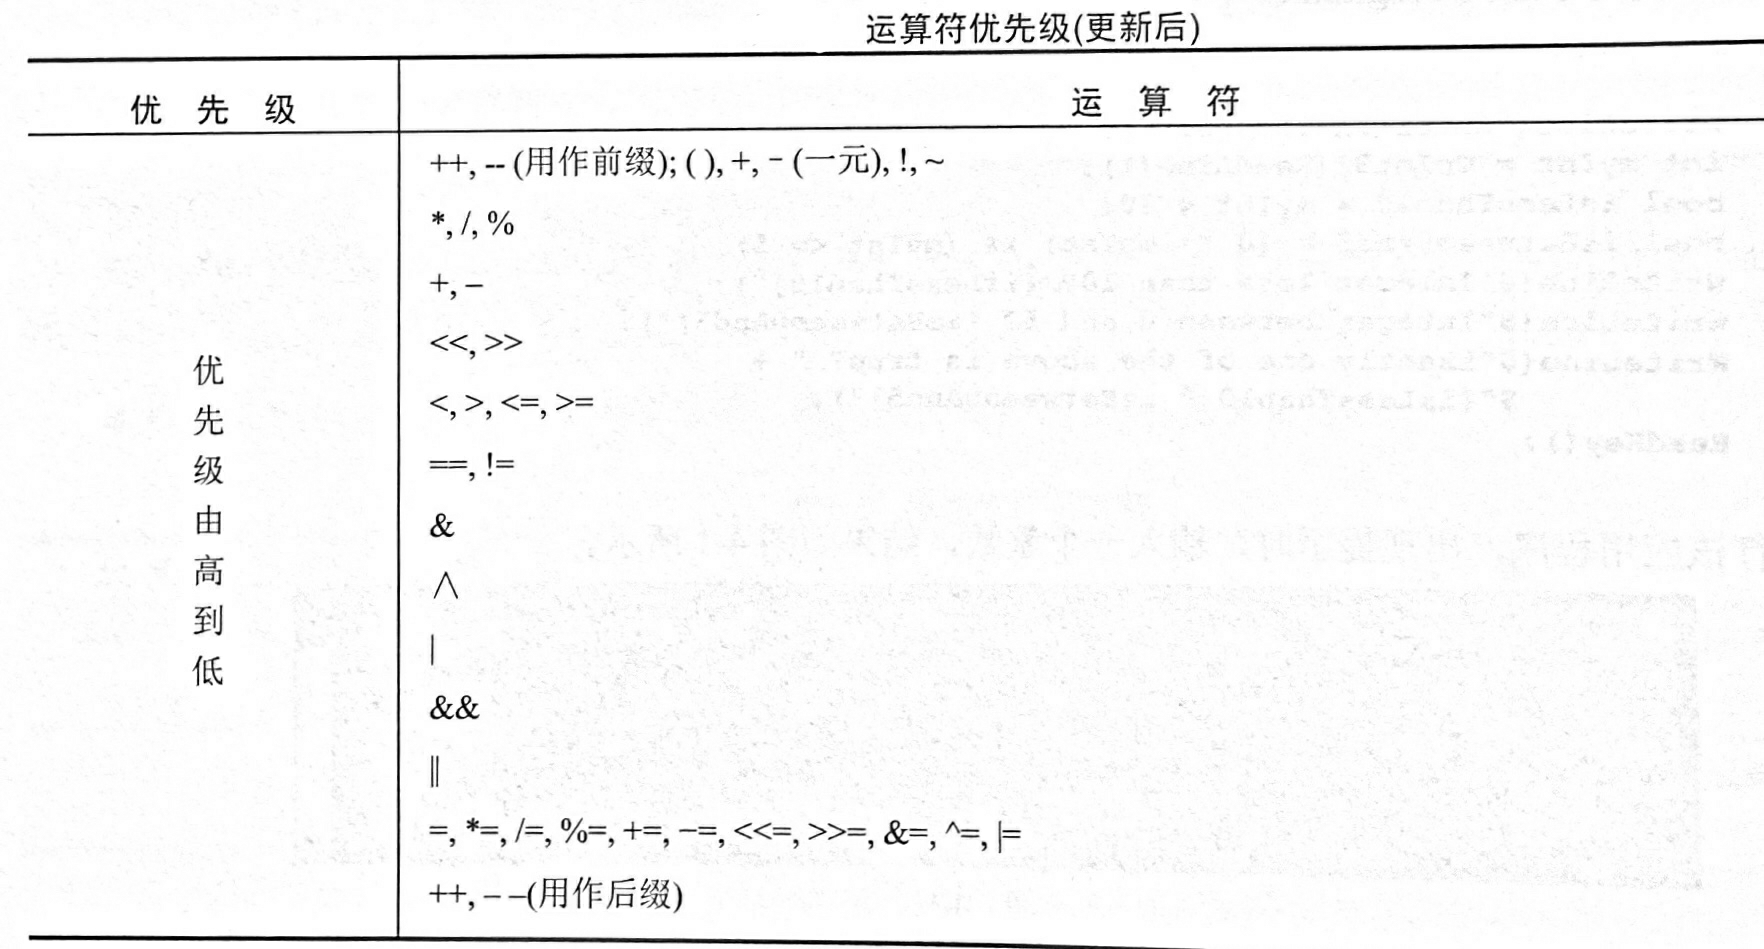 运算符优先级(更新后)
优 先 级 运 算 符
++, -- (用作前缀); ( ), +, - (一元), !, ~
*, /, %
+, –
<<, >>
<, >, <=, >=
==, !=
&
∧
|
&&
||
=, *=, /=, %=, +=, −=, <<=, >>=, &=, ^=, |=
++, – –(用作后缀)
优
先
级
由
高
到
低